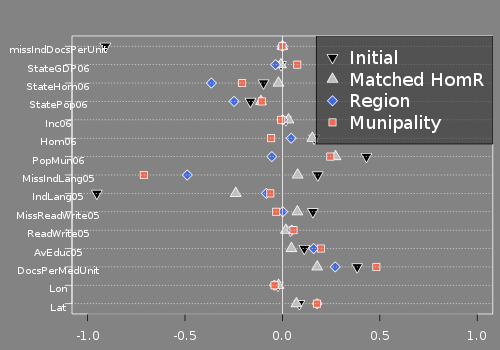 missIndDocsPerUnit
StateGDP06
StateHom06
StatePop06
Inc06
Hom06
PopMun06
MissIndLang05
IndLang05
MissReadWrite05
ReadWrite05
AvEduc05
DocsPerMedUnit
Lon
Lat
Initial
Matched HomR
Region
Munipality
-1.0 -0.5 0.0 0.5 1.0